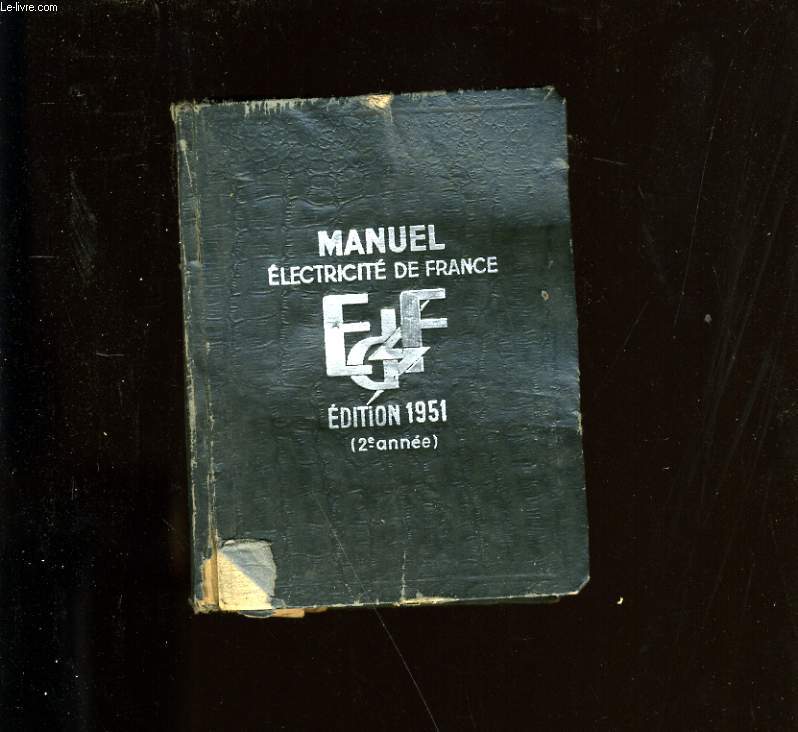 Le-livre.com
MANUEL
ÉLECTRICITÉ DE FRANCE
EDF
ÉDITION 1951
(2e année)